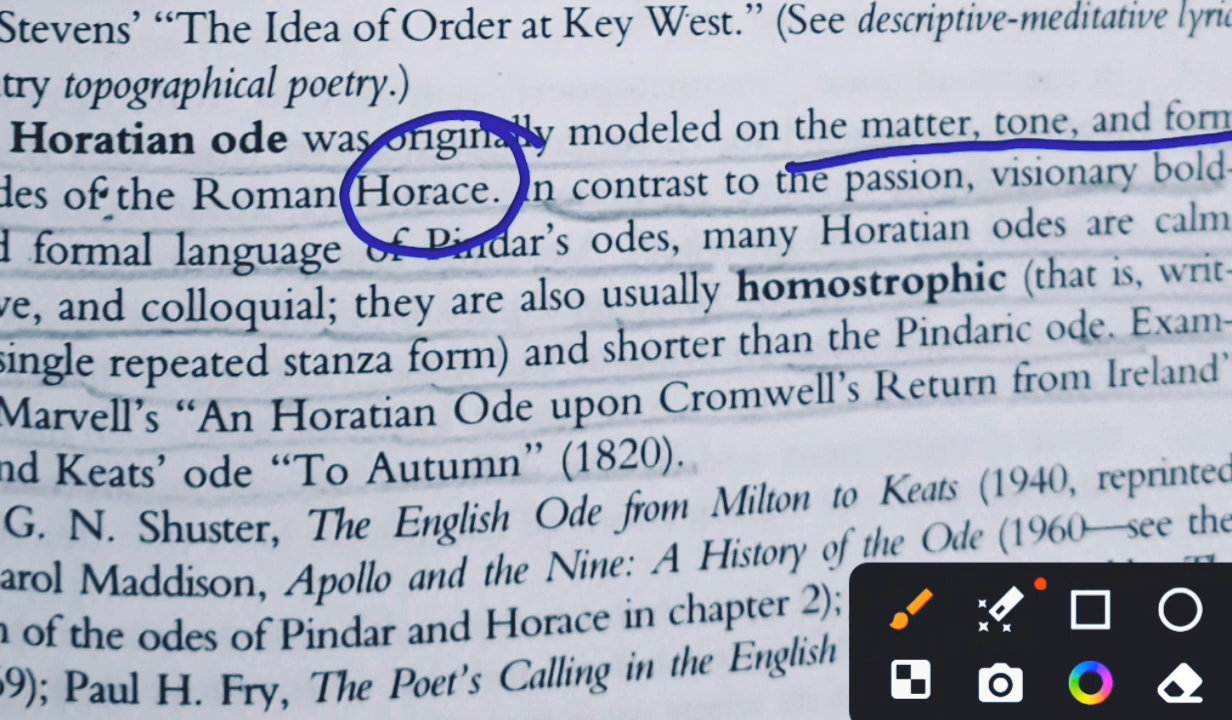 Stevens' “The Idea of Order at Key West.” (See descriptive-meditative lyri
try topographical poetry.)
Horatian ode was originally modeled on the matter, tone, and form
des of the Roman Horace. In contrast to the passion, visionary bold-
d formal language of Pindar's odes, many Horatian odes are calm
ve, and colloquial; they are also usually homostrophic (that is, writ-
single repeated stanza form) and shorter than the Pindaric ode. Exam-
Marvell's “An Horatian Ode upon Cromwell's Return from Ireland”
nd Keats' ode “To Autumn” (1820).
G. N. Shuster, The English Ode from Milton to Keats (1940, reprinted
arol Maddison, Apollo and the Nine: A History of the Ode (1960—see the
n of the odes of Pindar and Horace in chapter 2);
69); Paul H. Fry, The Poet's Calling in the English